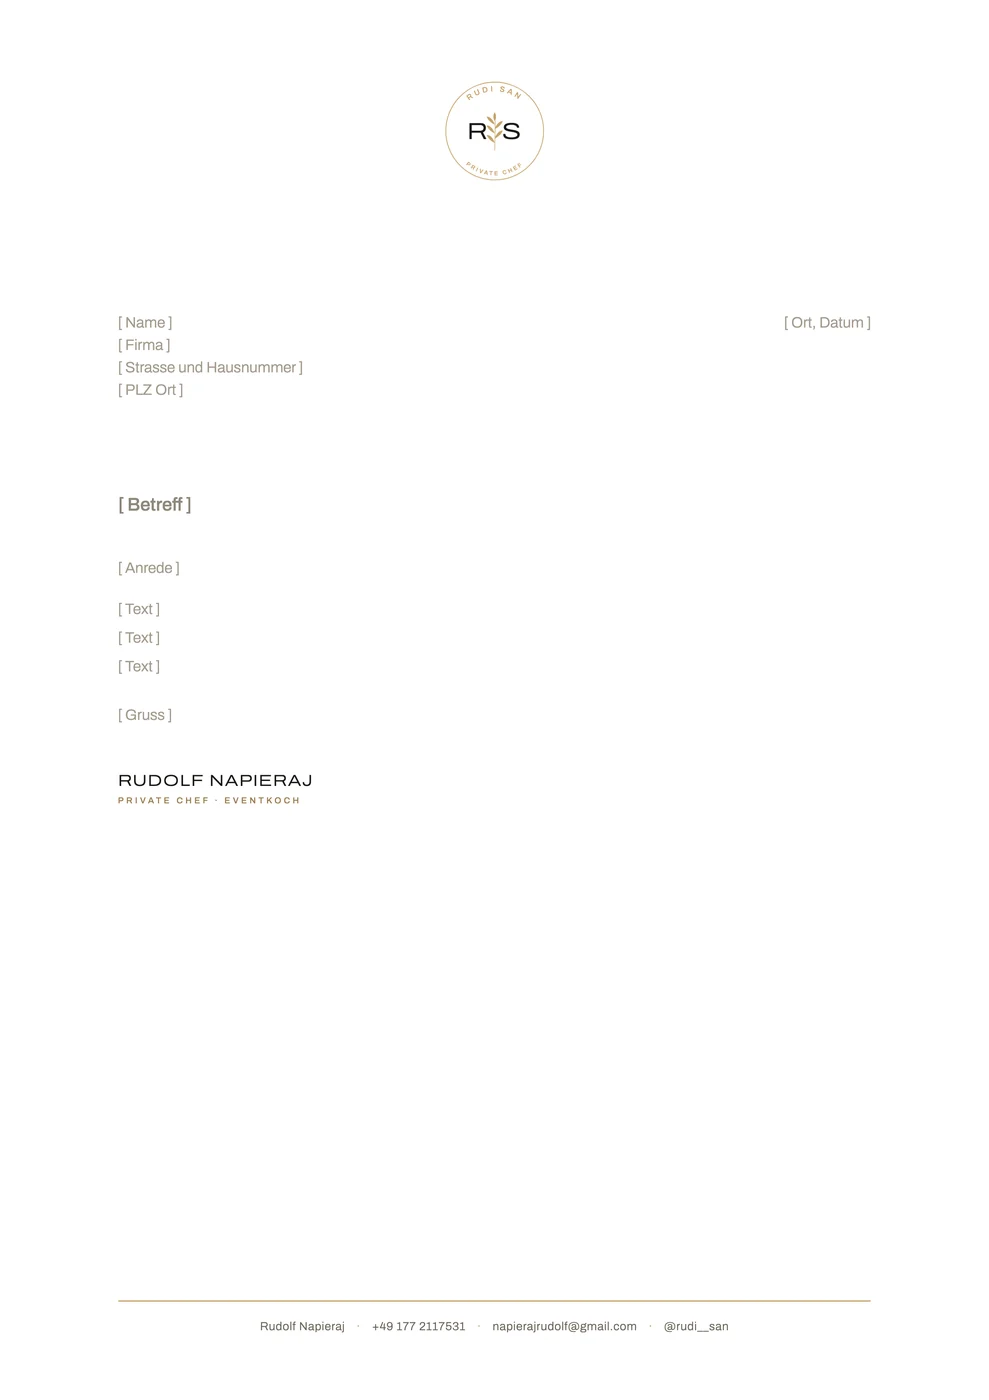 RUDI SAN
R S
PRIVATE CHEF
[ Name ]
[ Ort, Datum ]
[ Firma ]
[ Strasse und Hausnummer ]
[ PLZ Ort ]
[ Betreff ]
[ Anrede ]
[ Text ]
[ Text ]
[ Text ]
[ Gruss ]
RUDOLF NAPIERAJ
PRIVATE CHEF · EVENTKOCH
Rudolf Napieraj · +49 177 2117531 · napierajrudolf@gmail.com · @rudi__san